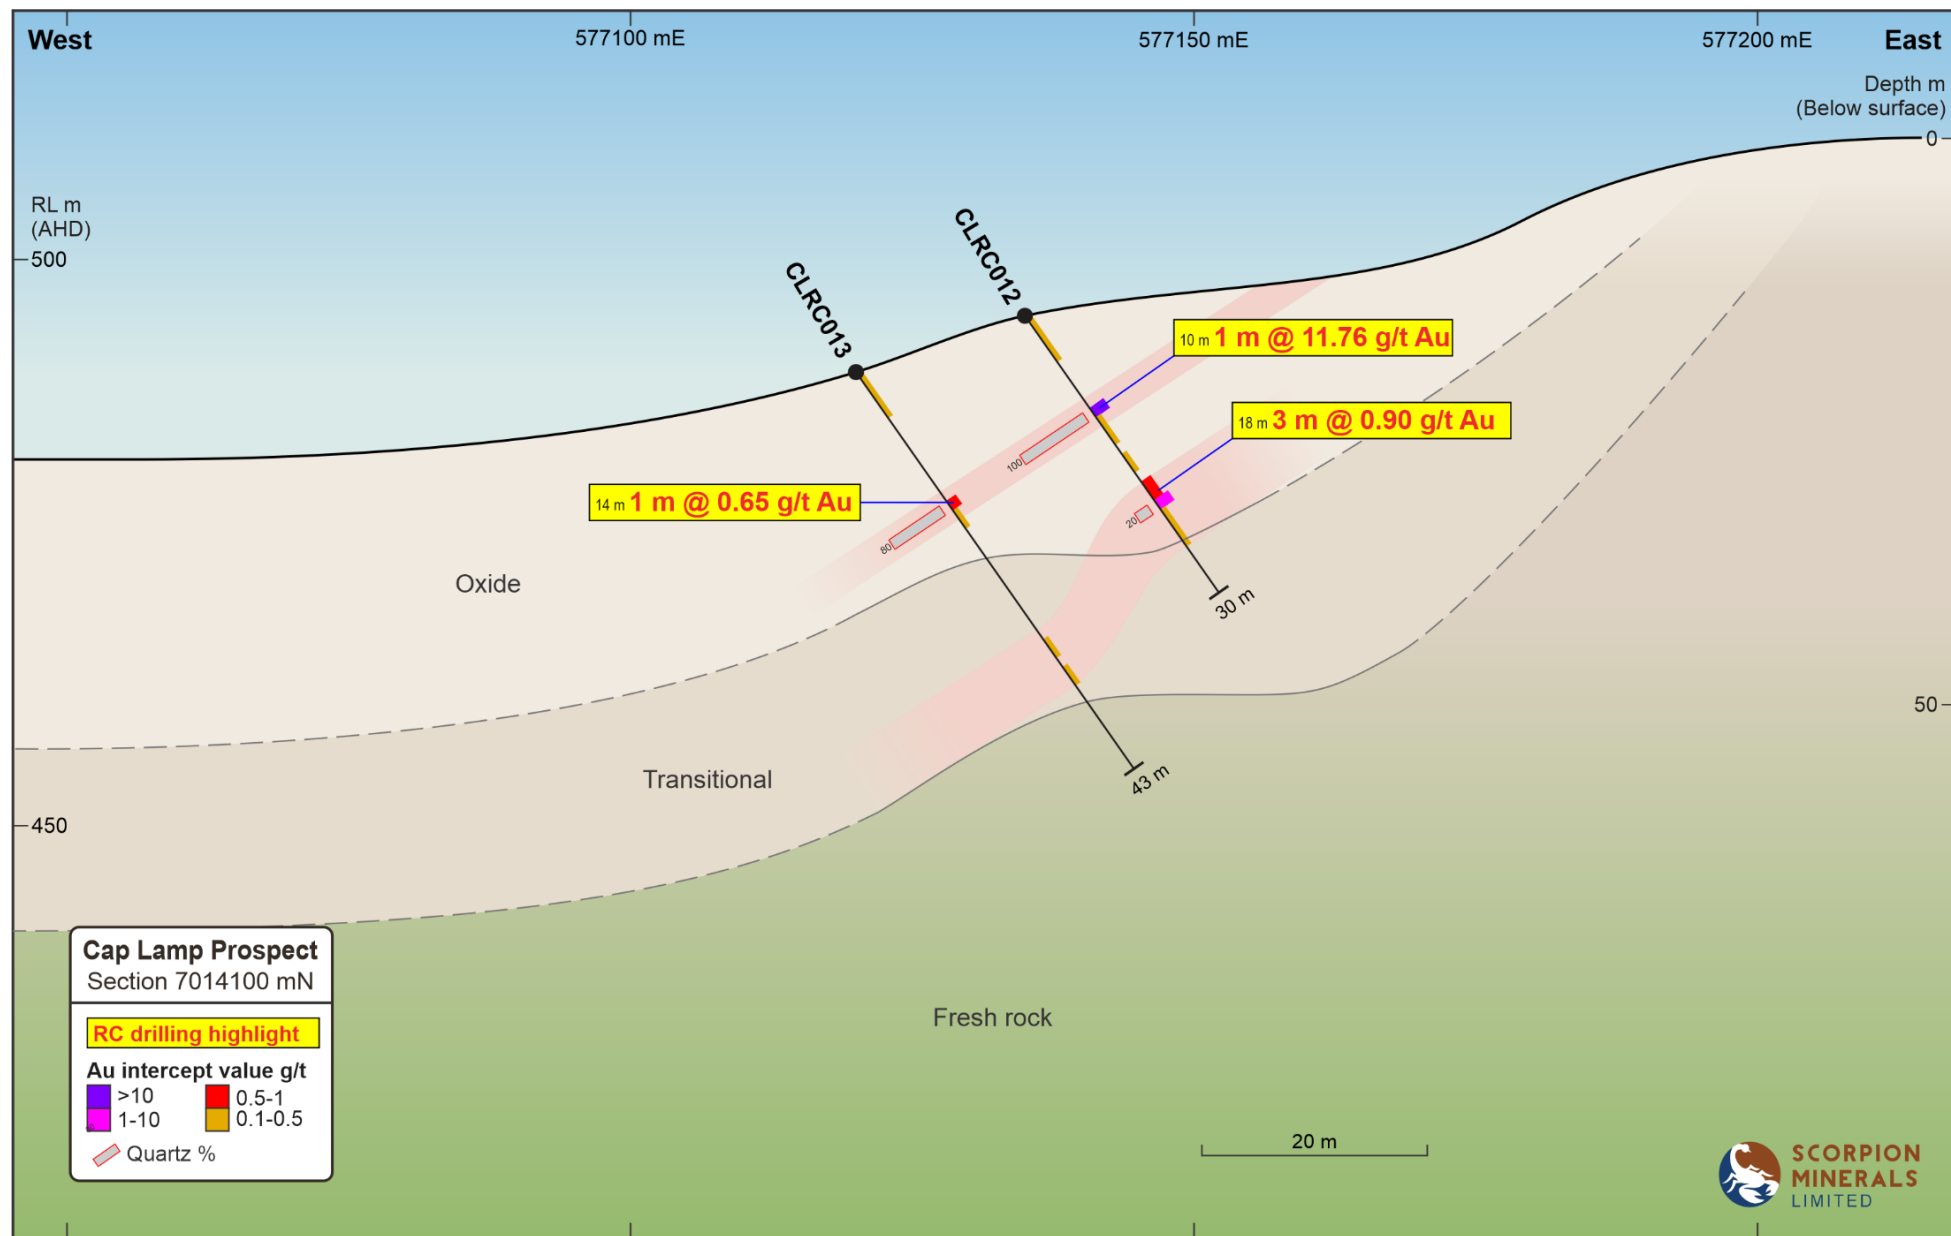 West
577100 mE
577150 mE
577200 mE
East
Depth m
(Below surface)
0
RL m
(AHD)
500
CLRC012
CLRC013
10 m 1 m @ 11.76 g/t Au
18 m 3 m @ 0.90 g/t Au
100
14 m 1 m @ 0.65 g/t Au
20
80
Oxide
30 m
50
Transitional
43 m
450
Cap Lamp Prospect
Section 7014100 mN
Fresh rock
RC drilling highlight
Au intercept value g/t
>10
0.5-1
1-10
0.1-0.5
Quartz %
20 m
SCORPION
MINERALS
LIMITED